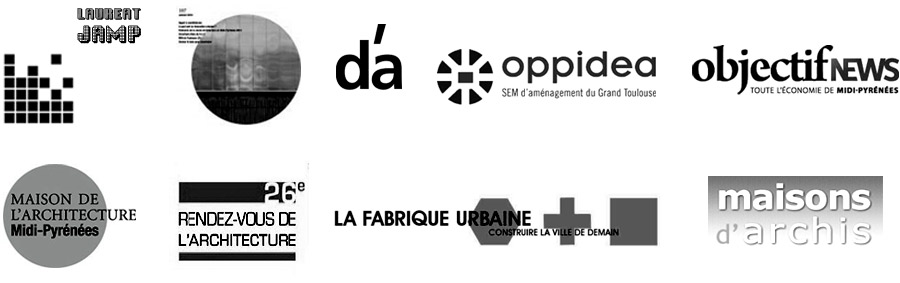 LAUREAT
JAMP
d'a
oppidea
SEM d'aménagement du Grand Toulouse
objectifNEWS
TOUTE L'ÉCONOMIE DE MIDI-PYRÉNÉES
MAISON DE
L'ARCHITECTURE
Midi-Pyrénées
26e
RENDEZ-VOUS DE
L'ARCHITECTURE
LA FABRIQUE URBAINE
CONSTRUIRE LA VILLE DE DEMAIN
maisons
d'archis